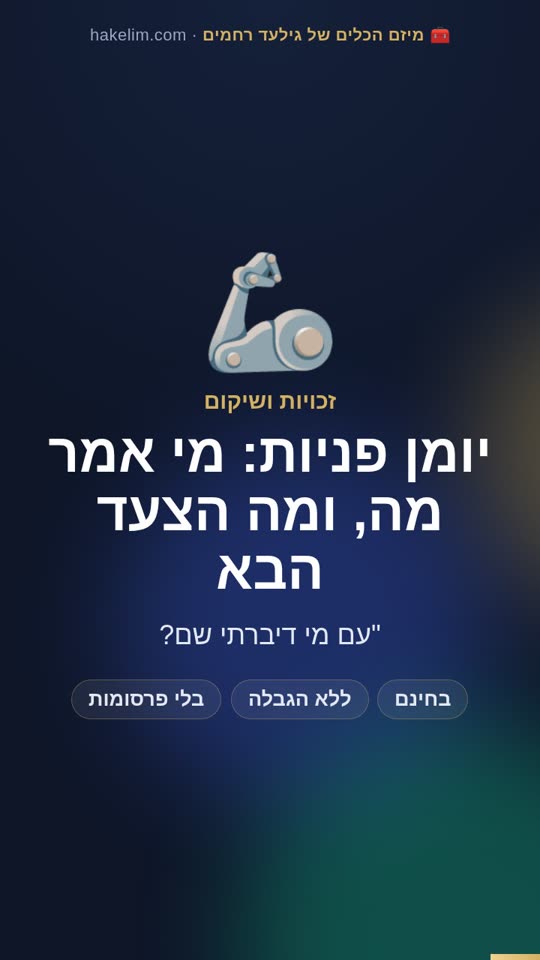 🧰 מיזם הכלים של גילעד רחמים · hakelim.com
זכויות ושיקום
יומן פניות: מי אמר
מה, ומה הצעד
הבא
"עם מי דיברתי שם?
בחינם
ללא הגבלה
בלי פרסומות